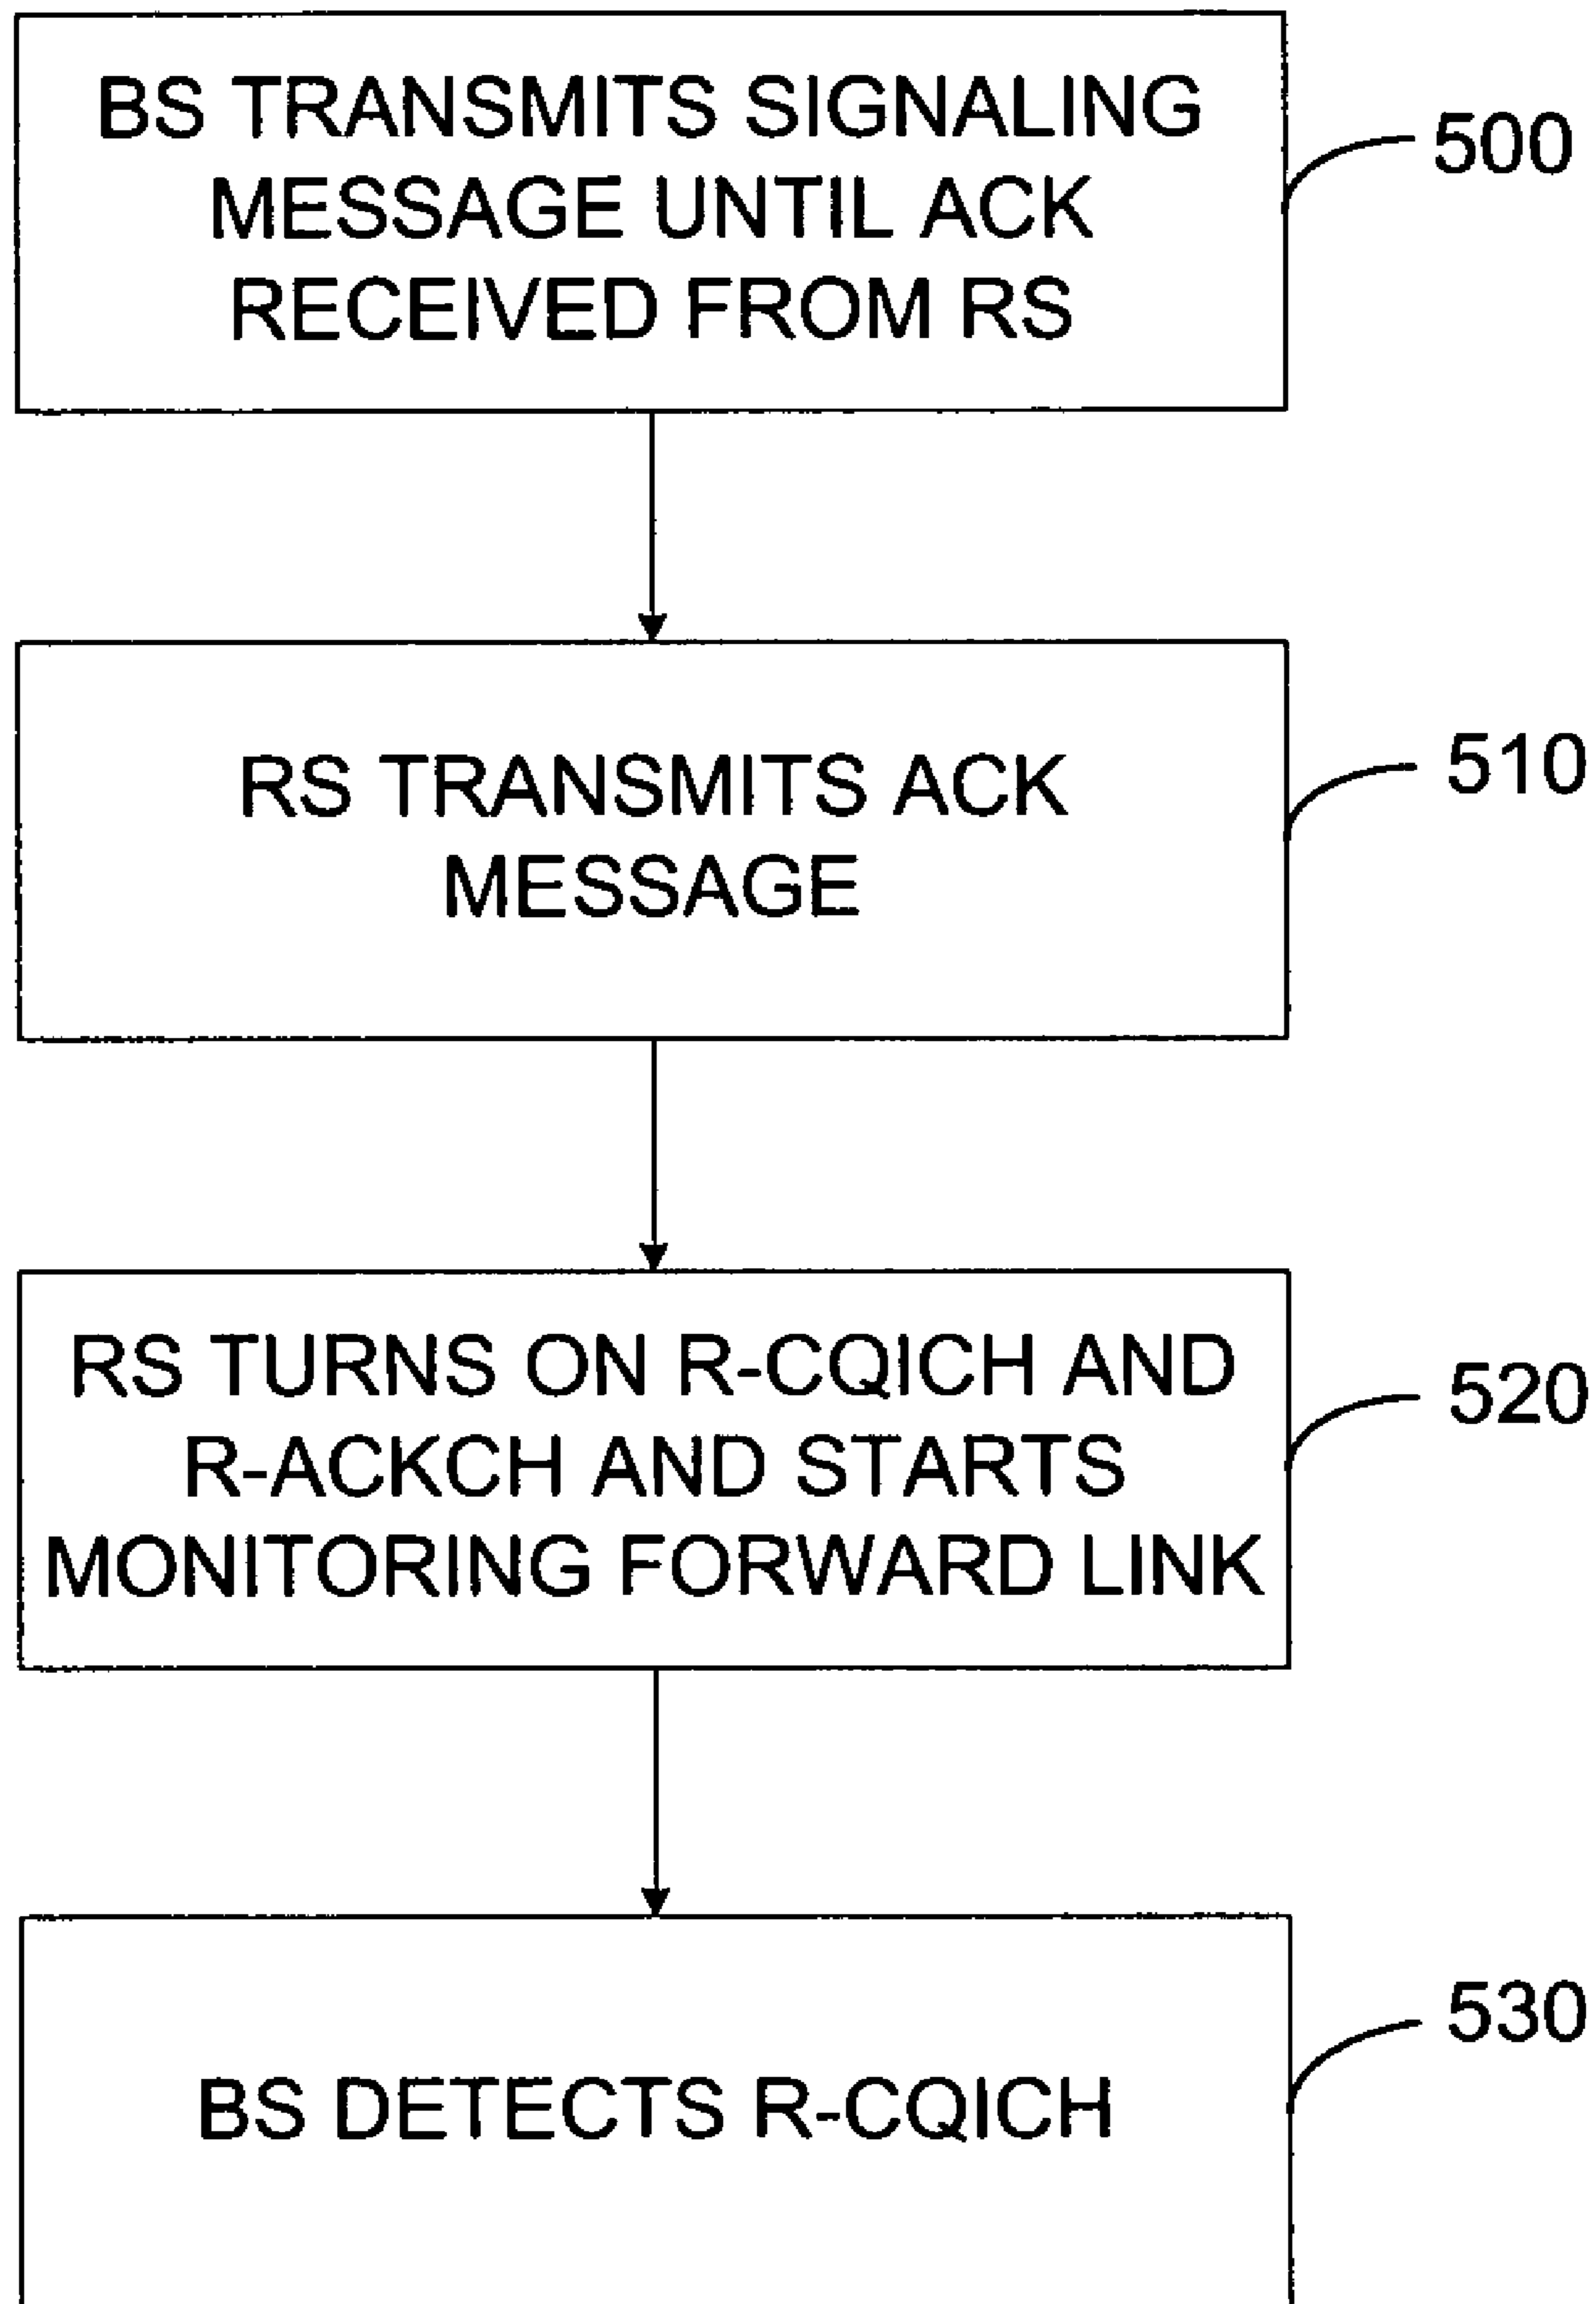 BS TRANSMITS SIGNALING
MESSAGE UNTIL ACK
RECEIVED FROM RS
500
RS TRANSMITS ACK
MESSAGE
510
RS TURNS ON R-CQICH AND
R-ACKCH AND STARTS
MONITORING FORWARD LINK
520
BS DETECTS R-CQICH
530